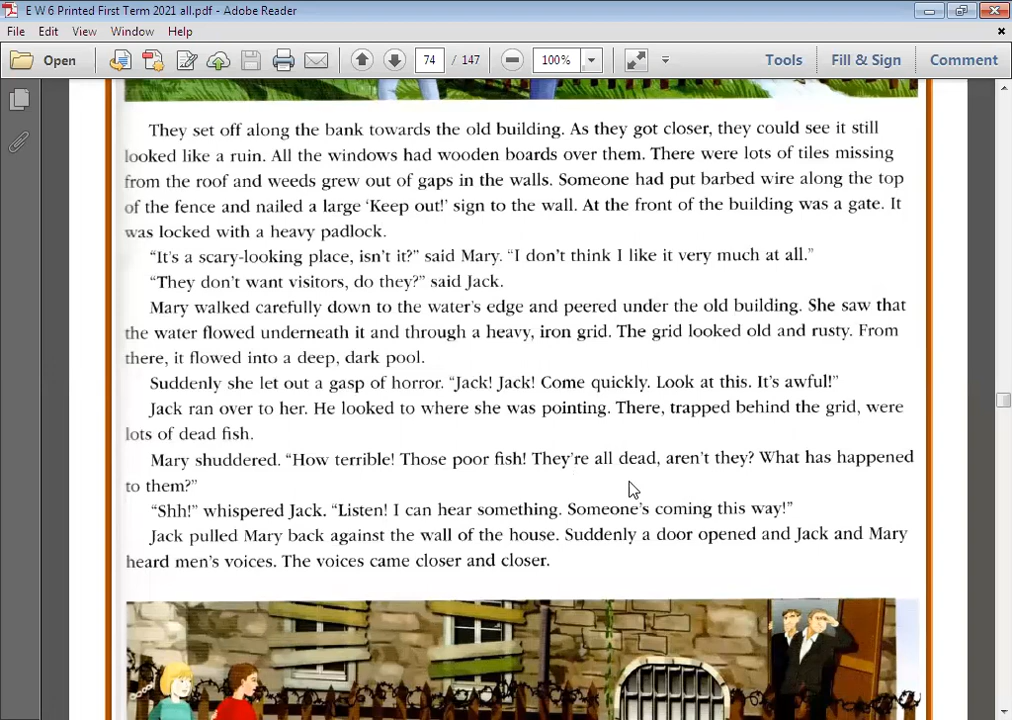 E W 6 Printed First Term 2021 all.pdf - Adobe Reader
File Edit View Window Help
Open 74 / 147 100% Tools Fill & Sign Comment
They set off along the bank towards the old building. As they got closer, they could see it still
looked like a ruin. All the windows had wooden boards over them. There were lots of tiles missing
from the roof and weeds grew out of gaps in the walls. Someone had put barbed wire along the top
of the fence and nailed a large ‘Keep out!’ sign to the wall. At the front of the building was a gate. It
was locked with a heavy padlock.
“It’s a scary-looking place, isn’t it?” said Mary. “I don’t think I like it very much at all.”
“They don’t want visitors, do they?” said Jack.
Mary walked carefully down to the water’s edge and peered under the old building. She saw that
the water flowed underneath it and through a heavy, iron grid. The grid looked old and rusty. From
there, it flowed into a deep, dark pool.
Suddenly she let out a gasp of horror. “Jack! Jack! Come quickly. Look at this. It’s awful!”
Jack ran over to her. He looked to where she was pointing. There, trapped behind the grid, were
lots of dead fish.
Mary shuddered. “How terrible! Those poor fish! They’re all dead, aren’t they? What has happened
to them?”
“Shh!” whispered Jack. “Listen! I can hear something. Someone’s coming this way!”
Jack pulled Mary back against the wall of the house. Suddenly a door opened and Jack and Mary
heard men’s voices. The voices came closer and closer.